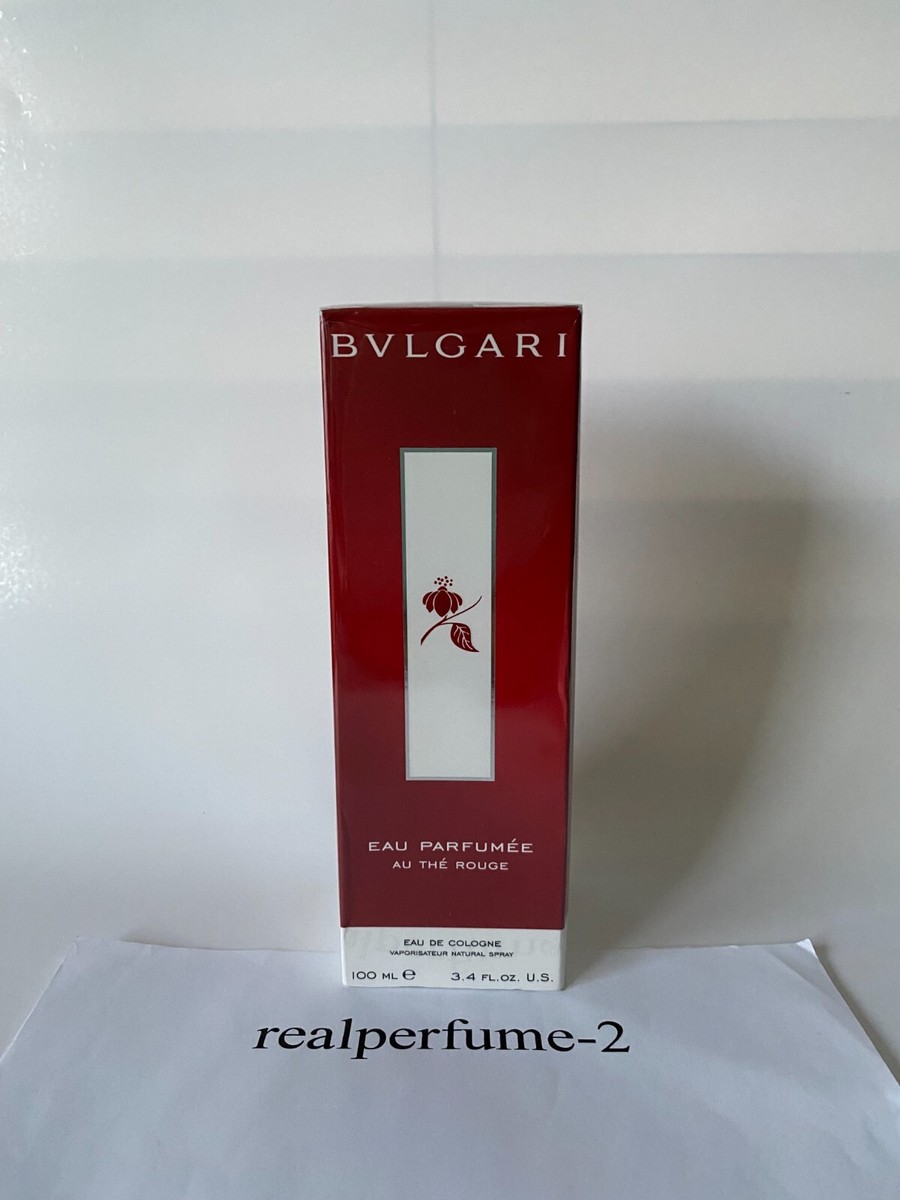 BVLGARI
EAU PARFUMÉE
AU THÉ ROUGE
EAU DE COLOGNE
VAPORISATEUR NATURAL SPRAY
100 ML ℮ 3.4 FL.OZ. U.S.
realperfume-2